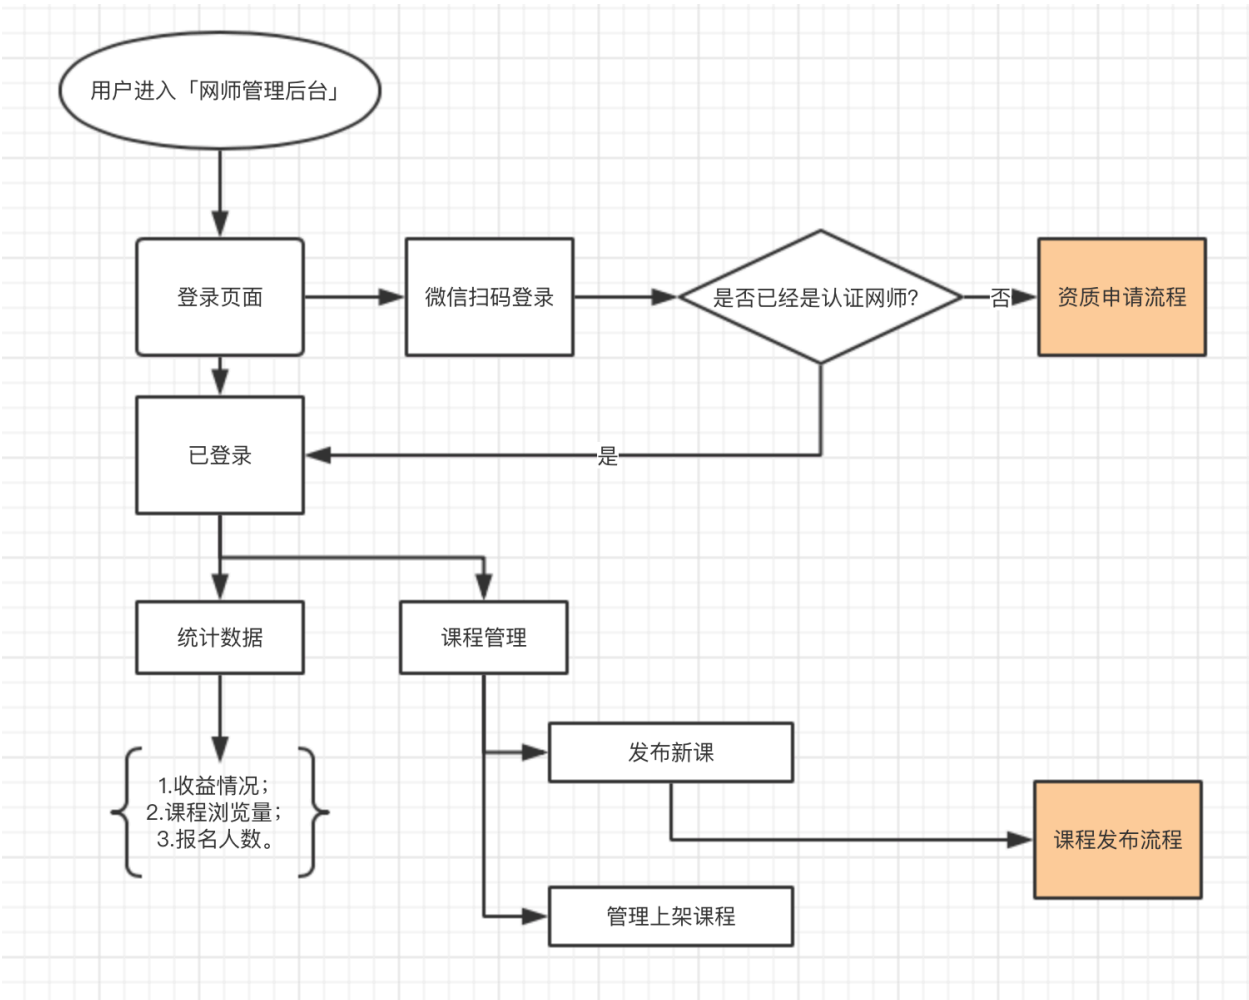 用户进入「网师管理后台」
登录页面
微信扫码登录
是否已经是认证网师?
否
资质申请流程
已登录
是
统计数据
课程管理
发布新课
1.收益情况；
2.课程浏览量；
3.报名人数。
课程发布流程
管理上架课程